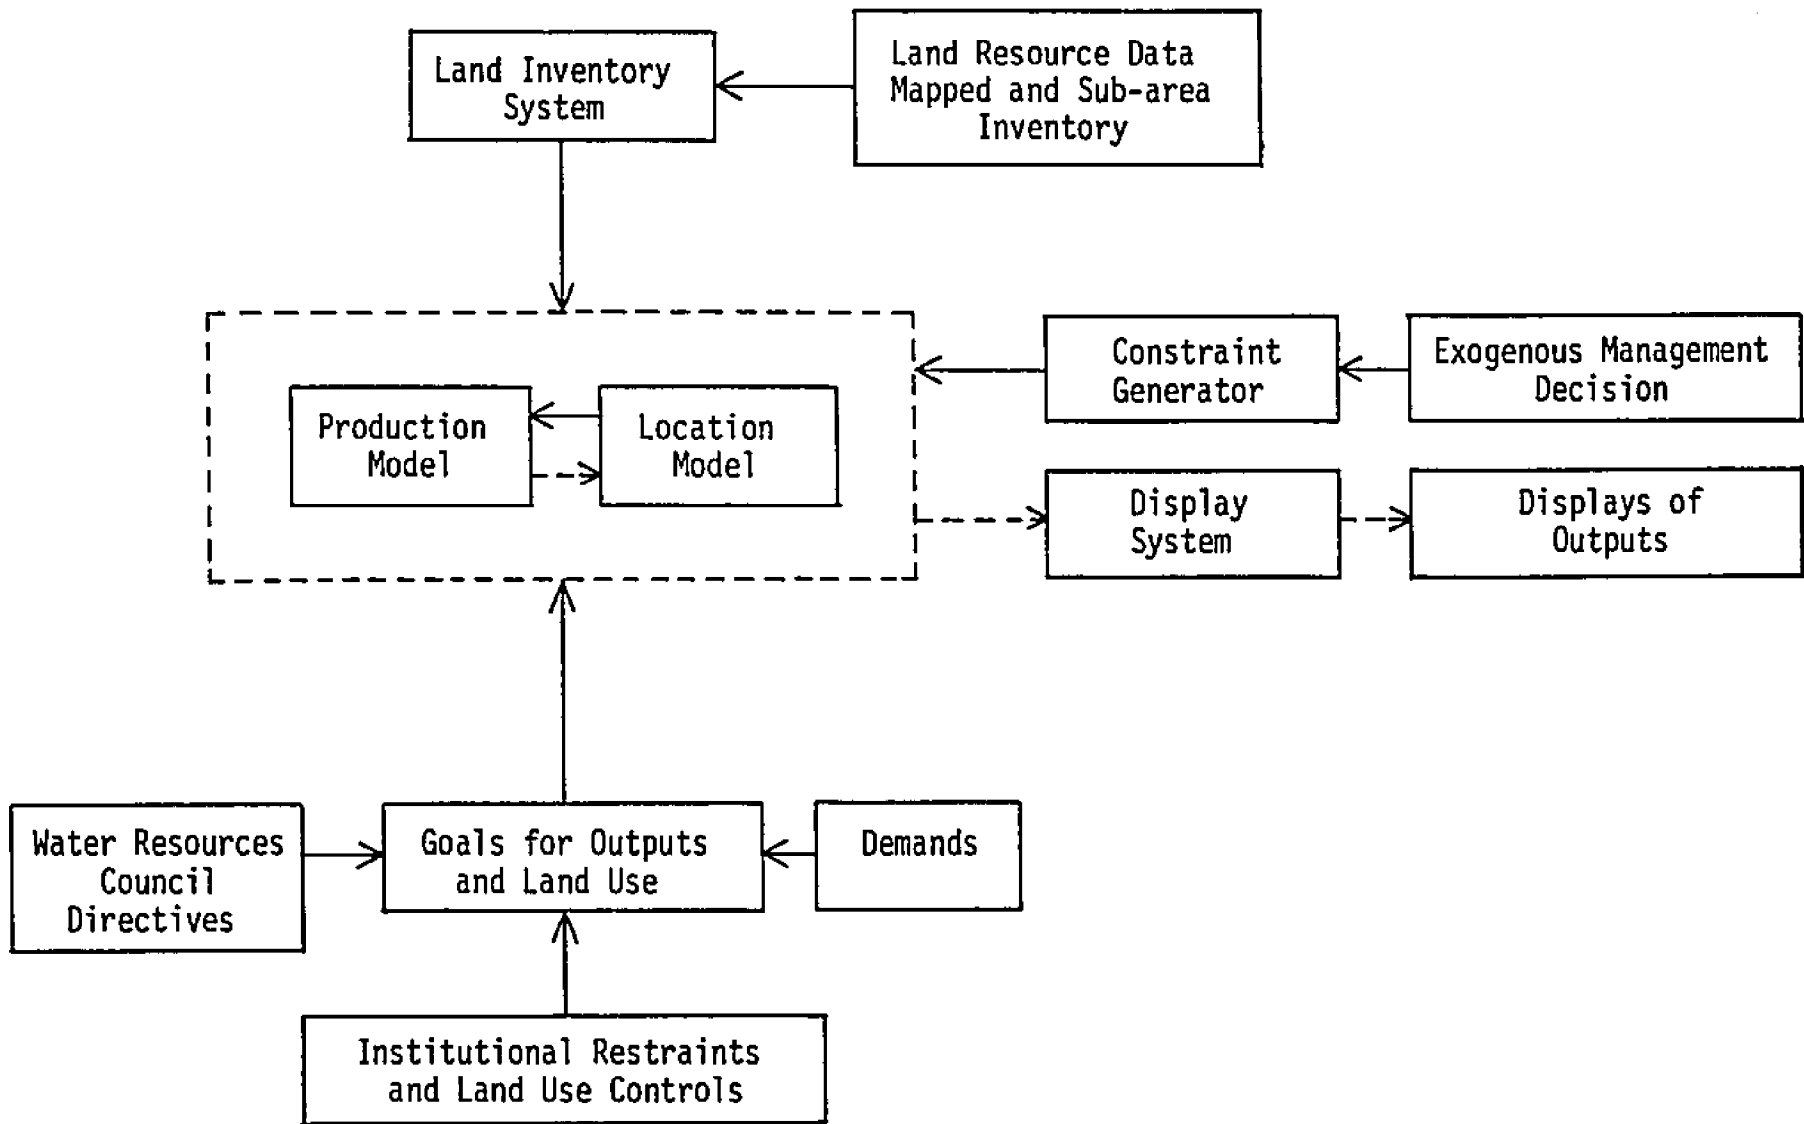 Land Inventory
System
Land Resource Data
Mapped and Sub-area
Inventory
Constraint
Generator
Exogenous Management
Decision
Production
Model
Location
Model
Display
System
Displays of
Outputs
Water Resources
Council
Directives
Goals for Outputs
and Land Use
Demands
Institutional Restraints
and Land Use Controls